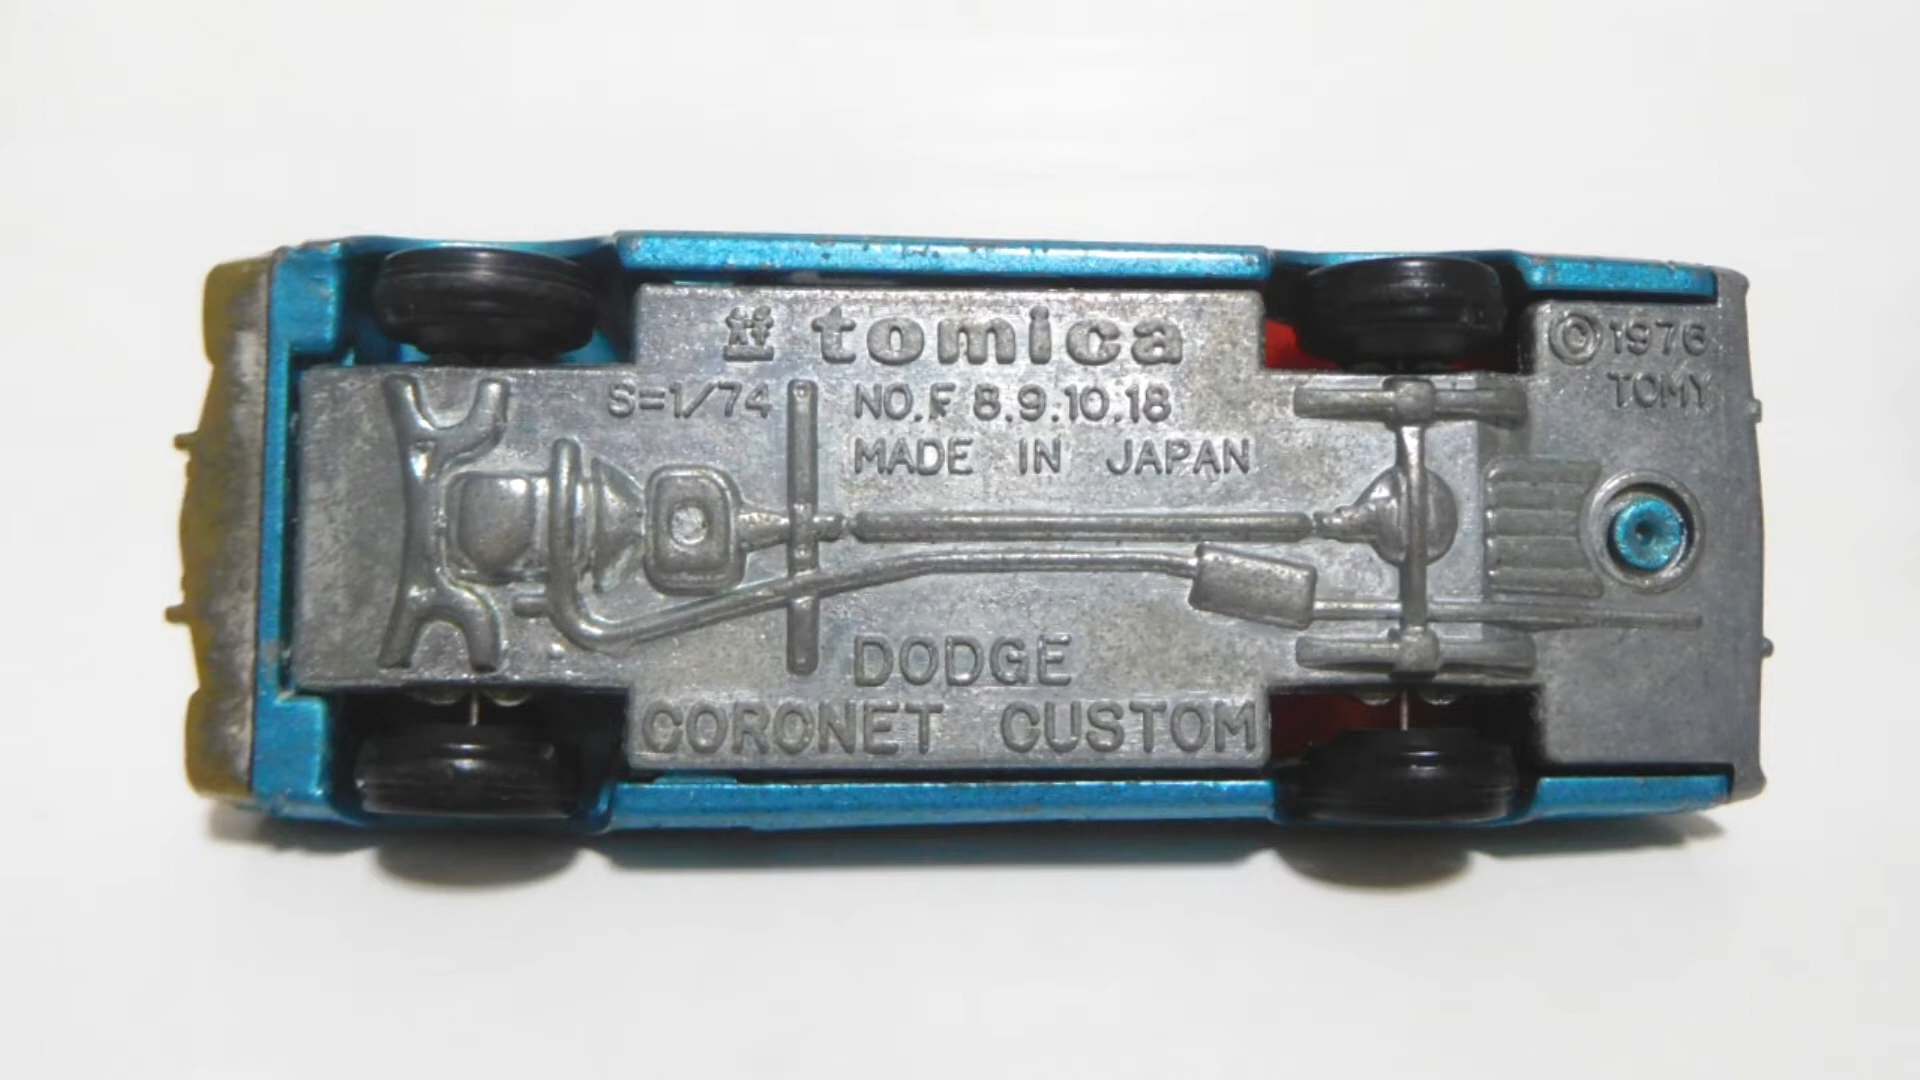 tomica
S=1/74 NO.F 8.9.10.18
MADE IN JAPAN
©1976
TOMY
DODGE
CORONET CUSTOM